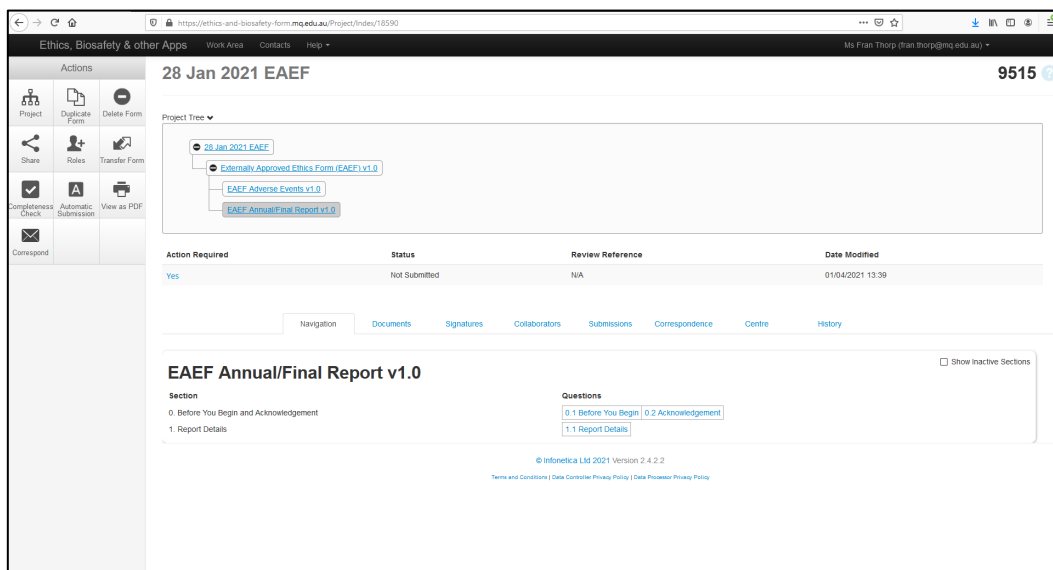 https://ethics-and-biosafety-form.mq.edu.au/Project/Index/18590
Ethics, Biosafety & other Apps Work Area Contacts Help Ms Fran Thorp (fran.thorp@mq.edu.au)
Actions
Project Duplicate Form Delete Form
Share Roles Transfer Form
Completeness Check Automatic Submission View as PDF
Correspond
28 Jan 2021 EAEF 9515 ?
Project Tree
28 Jan 2021 EAEF
Externally Approved Ethics Form (EAEF) v1.0
EAEF Adverse Events v1.0
EAEF Annual/Final Report v1.0
Action Required Status Review Reference Date Modified
Yes Not Submitted N/A 01/04/2021 13:39
Navigation Documents Signatures Collaborators Submissions Correspondence Centre History
Show Inactive Sections
EAEF Annual/Final Report v1.0
Section Questions
0. Before You Begin and Acknowledgement 0.1 Before You Begin 0.2 Acknowledgement
1. Report Details 1.1 Report Details
© Infonetica Ltd 2021 Version 2.4.2.2
Terms and Conditions | Data Controller Privacy Policy | Data Processor Privacy Policy